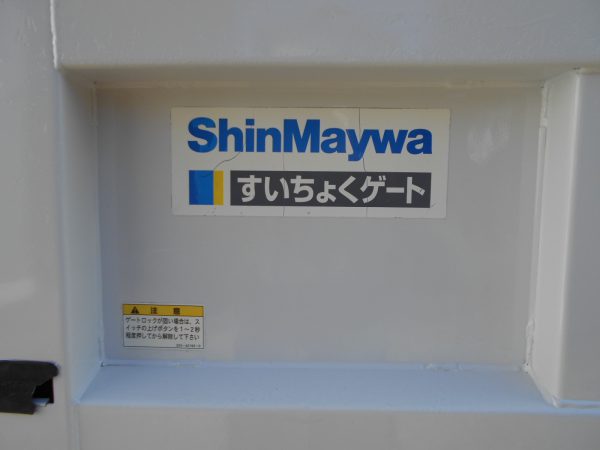 ShinMaywa
すいちょくゲート
注意
ゲートロックが固い場合は、ス
イッチの上げボタンを1~2秒
程度押してから解除して下さい